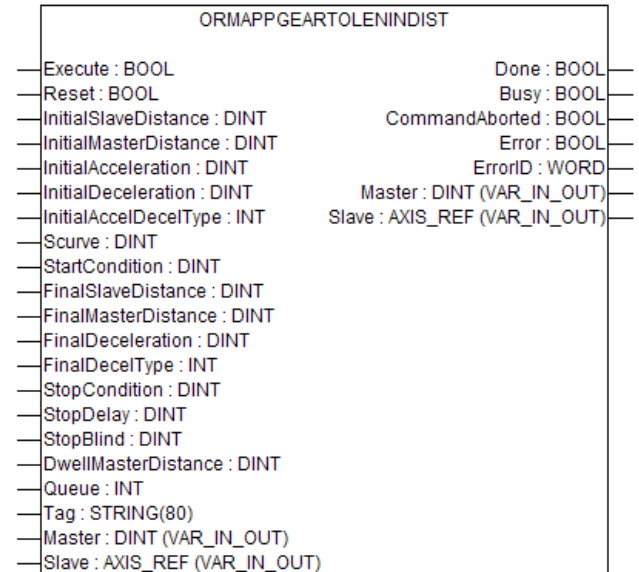 ORMAPPGEARTOLENINDIST
Execute : BOOL Done : BOOL
Reset : BOOL Busy : BOOL
InitialSlaveDistance : DINT CommandAborted : BOOL
InitialMasterDistance : DINT Error : BOOL
InitialAcceleration : DINT ErrorID : WORD
InitialDeceleration : DINT Master : DINT (VAR_IN_OUT)
InitialAccelDecelType : INT Slave : AXIS_REF (VAR_IN_OUT)
Scurve : DINT
StartCondition : DINT
FinalSlaveDistance : DINT
FinalMasterDistance : DINT
FinalDeceleration : DINT
FinalDecelType : INT
StopCondition : DINT
StopDelay : DINT
StopBlind : DINT
DwellMasterDistance : DINT
Queue : INT
Tag : STRING(80)
Master : DINT (VAR_IN_OUT)
Slave : AXIS_REF (VAR_IN_OUT)